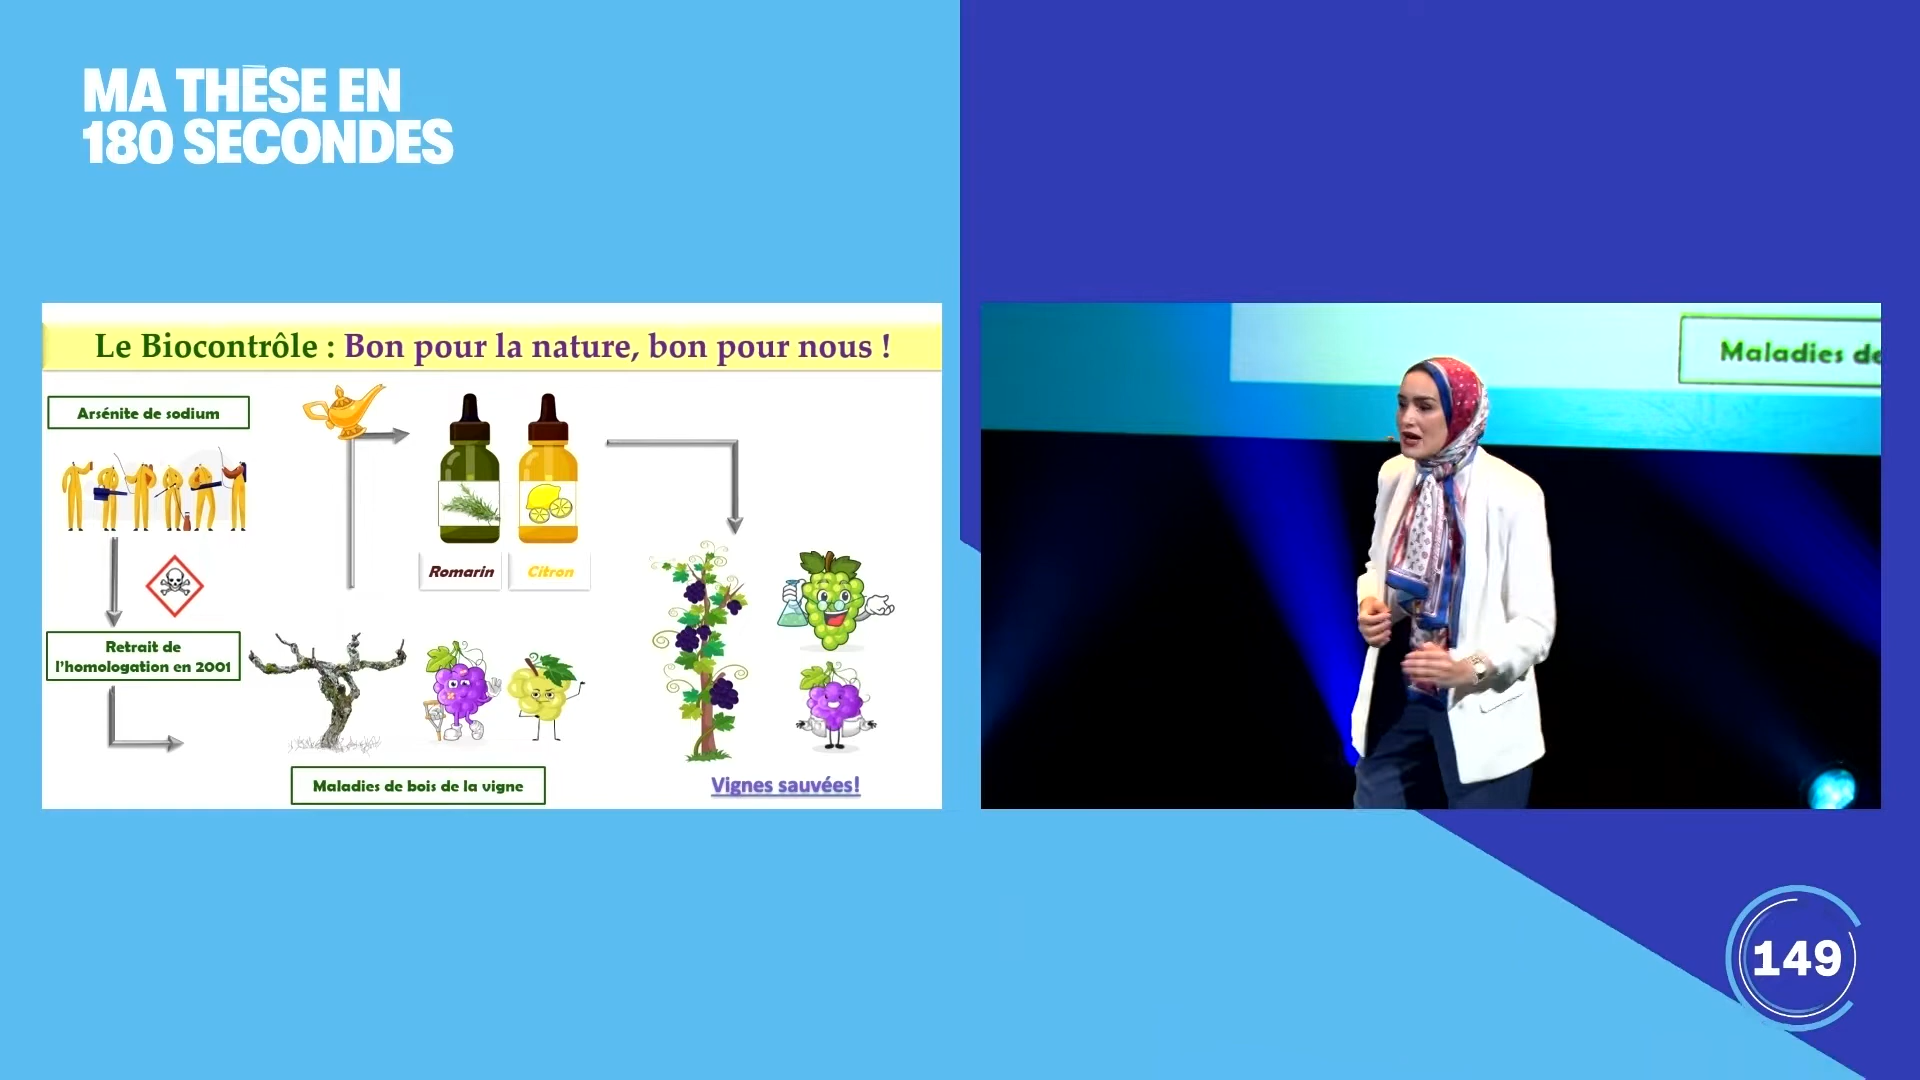 MA THÈSE EN
180 SECONDES
Le Biocontrôle : Bon pour la nature, bon pour nous !
Arsénite de sodium
Retrait de
l'homologation en 2001
Romarin
Citron
Maladies de bois de la vigne
Vignes sauvées!
Maladies de
149